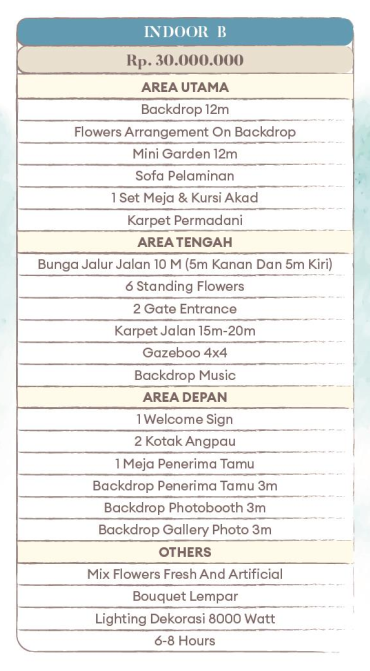 INDOOR B
Rp. 30.000.000
AREA UTAMA
Backdrop 12m
Flowers Arrangement On Backdrop
Mini Garden 12m
Sofa Pelaminan
1 Set Meja & Kursi Akad
Karpet Permadani
AREA TENGAH
Bunga Jalur Jalan 10 M (5m Kanan Dan 5m Kiri)
6 Standing Flowers
2 Gate Entrance
Karpet Jalan 15m-20m
Gazeboo 4x4
Backdrop Music
AREA DEPAN
1 Welcome Sign
2 Kotak Angpau
1 Meja Penerima Tamu
Backdrop Penerima Tamu 3m
Backdrop Photobooth 3m
Backdrop Gallery Photo 3m
OTHERS
Mix Flowers Fresh And Artificial
Bouquet Lempar
Lighting Dekorasi 8000 Watt
6-8 Hours